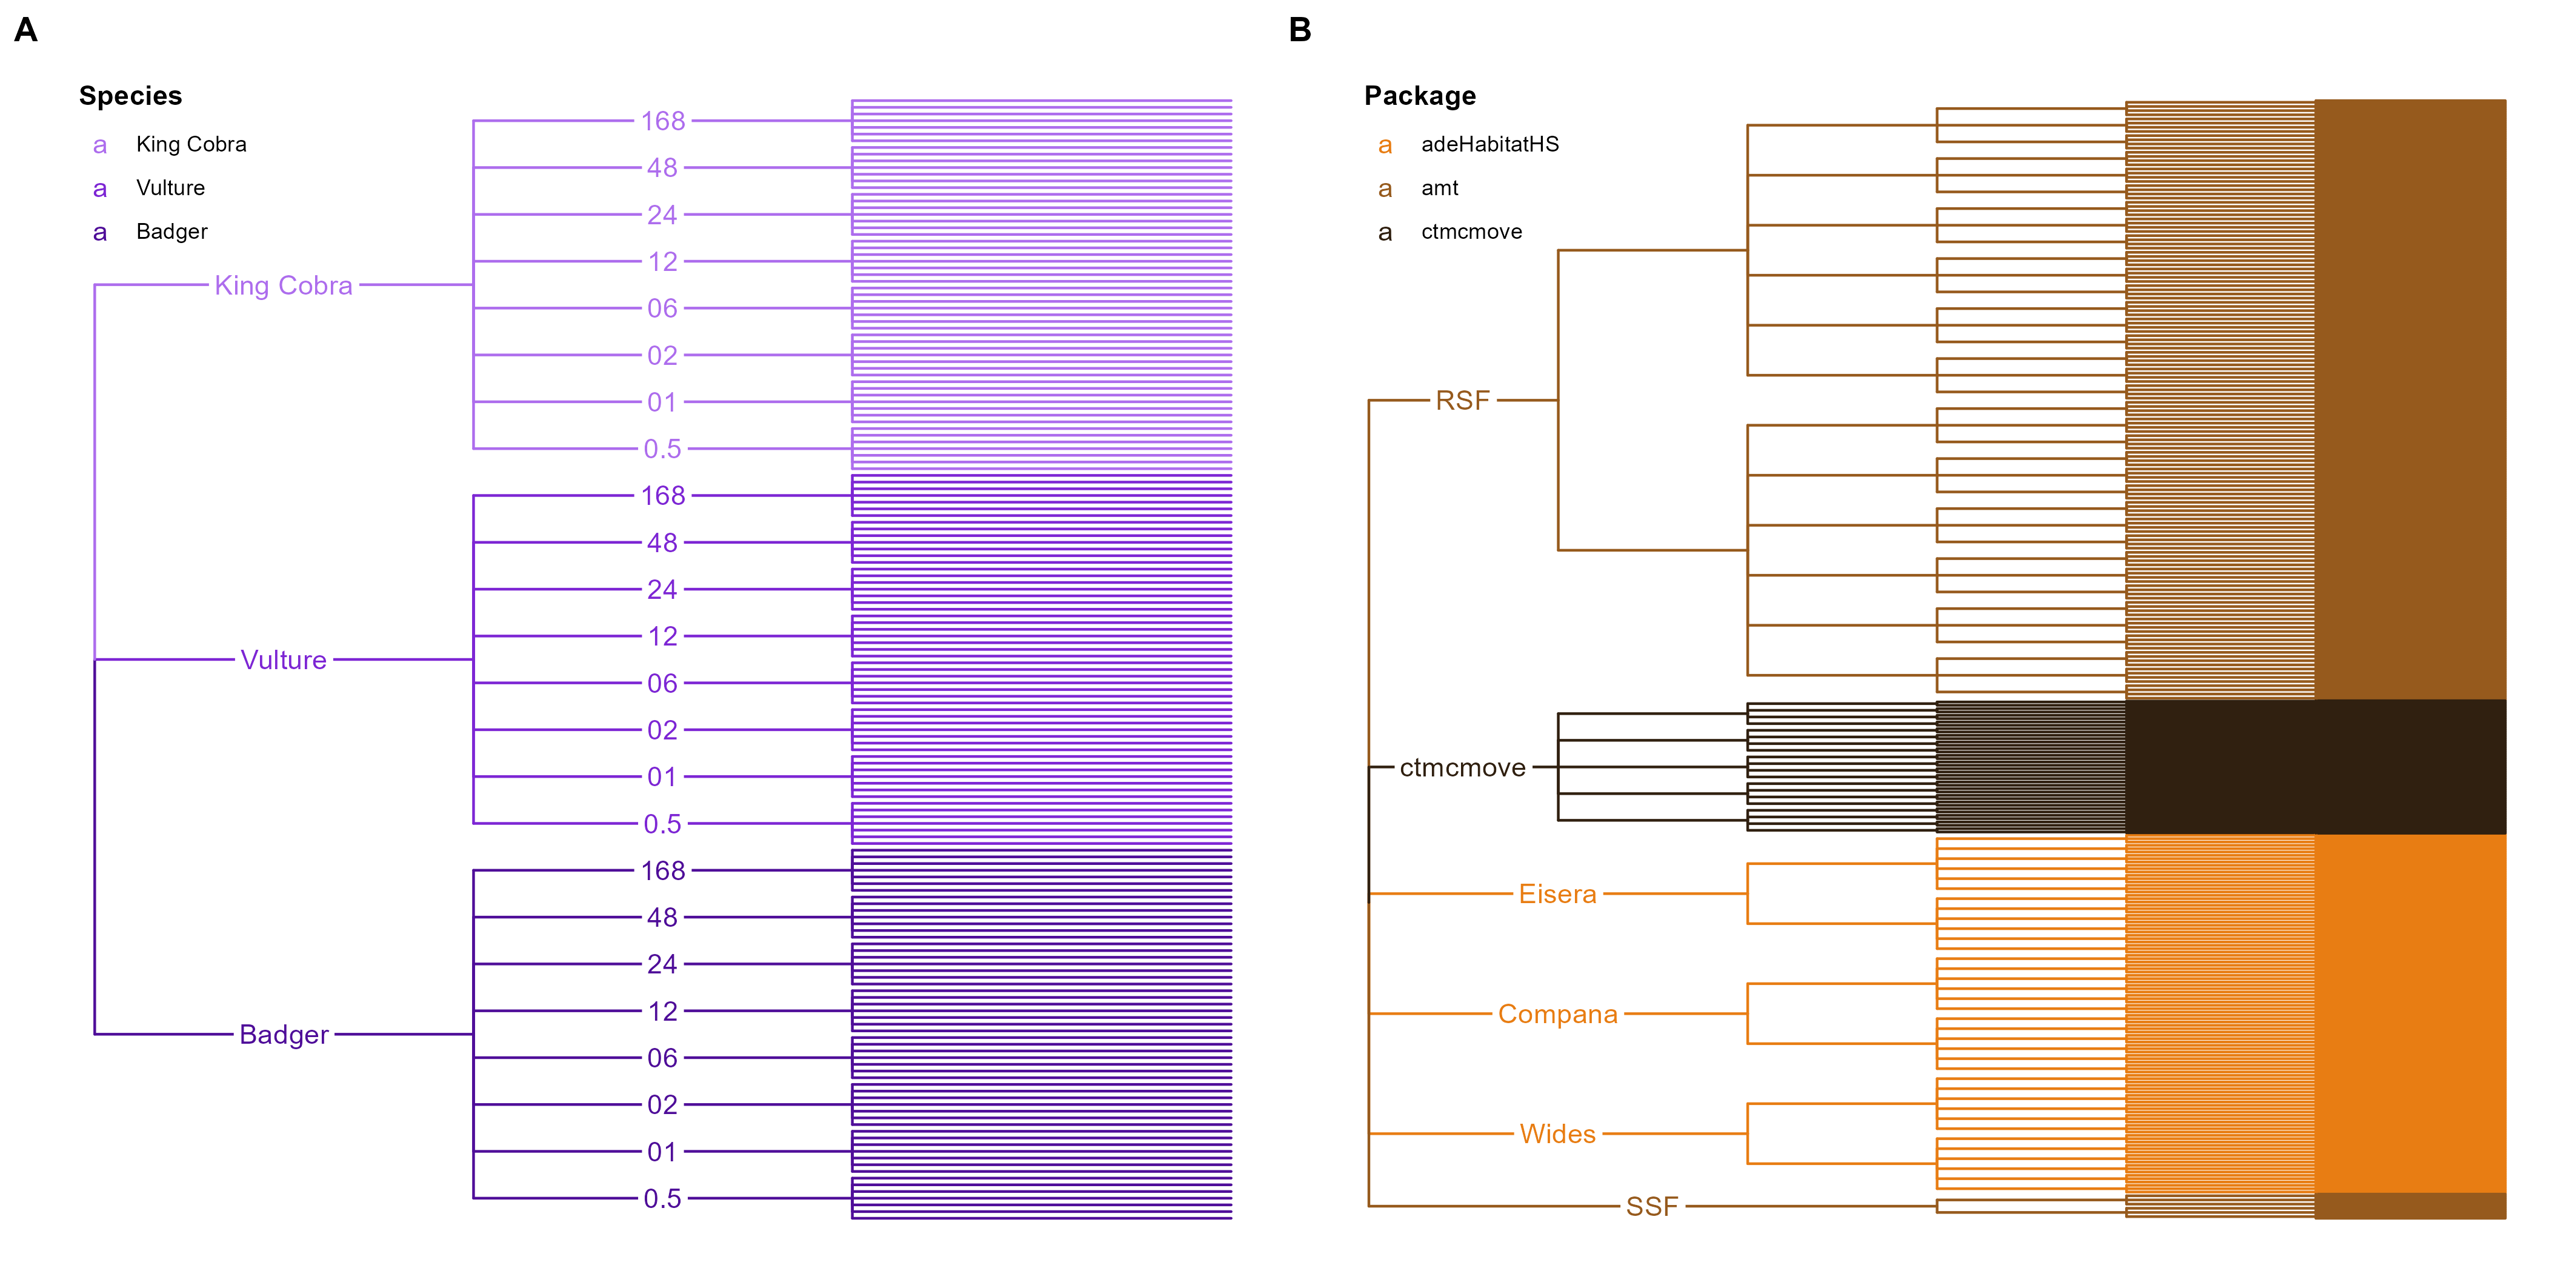 A
Species
a King Cobra
a Vulture
a Badger
King Cobra
168
48
24
12
06
02
01
0.5
Vulture
168
48
24
12
06
02
01
0.5
Badger
168
48
24
12
06
02
01
0.5
B
Package
a adeHabitatHS
a amt
a ctmcmove
RSF
ctmcmove
Eisera
Compana
Wides
SSF